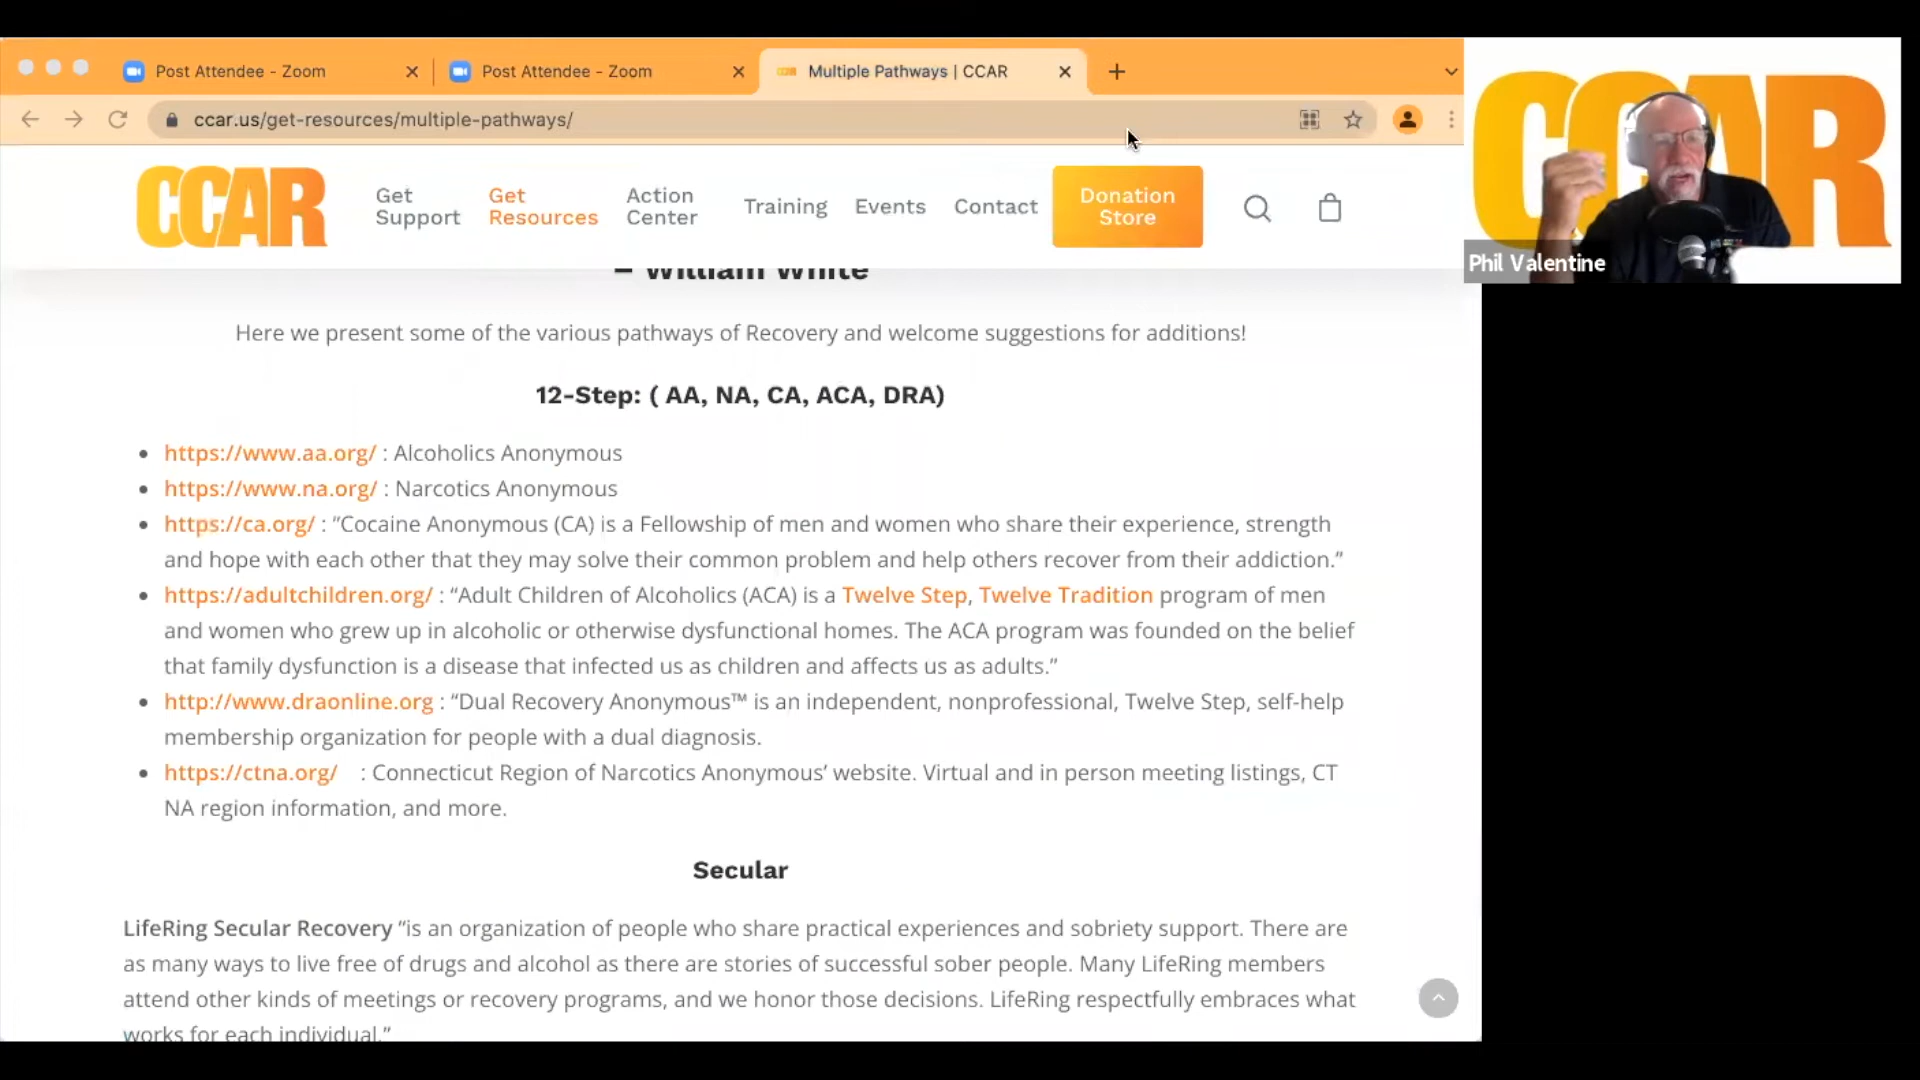 Post Attendee - Zoom
Post Attendee - Zoom
Multiple Pathways | CCAR
ccar.us/get-resources/multiple-pathways/
CCAR
Get Support
Get Resources
Action Center
Training
Events
Contact
Donation Store
CCAR
Phil Valentine
– William White
Here we present some of the various pathways of Recovery and welcome suggestions for additions!
12-Step: ( AA, NA, CA, ACA, DRA)
https://www.aa.org/ : Alcoholics Anonymous
https://www.na.org/ : Narcotics Anonymous
https://ca.org/ : “Cocaine Anonymous (CA) is a Fellowship of men and women who share their experience, strength
and hope with each other that they may solve their common problem and help others recover from their addiction.”
https://adultchildren.org/ : “Adult Children of Alcoholics (ACA) is a Twelve Step, Twelve Tradition program of men
and women who grew up in alcoholic or otherwise dysfunctional homes. The ACA program was founded on the belief
that family dysfunction is a disease that infected us as children and affects us as adults.”
http://www.draonline.org : “Dual Recovery Anonymous™ is an independent, nonprofessional, Twelve Step, self-help
membership organization for people with a dual diagnosis.
https://ctna.org/ : Connecticut Region of Narcotics Anonymous’ website. Virtual and in person meeting listings, CT
NA region information, and more.
Secular
LifeRing Secular Recovery “is an organization of people who share practical experiences and sobriety support. There are
as many ways to live free of drugs and alcohol as there are stories of successful sober people. Many LifeRing members
attend other kinds of meetings or recovery programs, and we honor those decisions. LifeRing respectfully embraces what
works for each individual.”